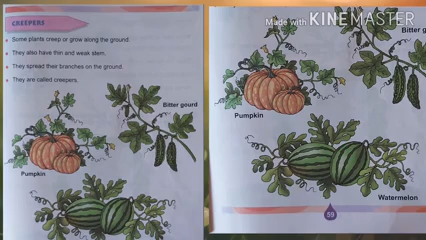 CREEPERS
Some plants creep or grow along the ground.
They also have thin and weak stem.
They spread their branches on the ground.
They are called creepers.
Bitter gourd
Pumpkin
Made with KINEMASTER
Bitter g
Pumpkin
Watermelon
59